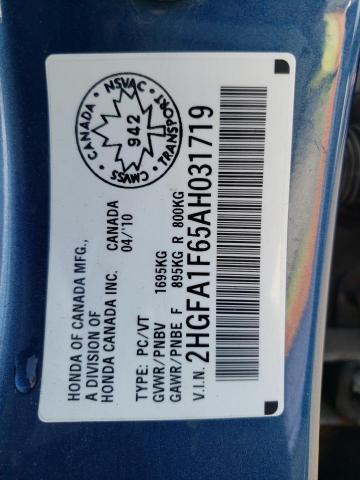 HONDA OF CANADA MFG.,
A DIVISION OF
HONDA CANADA INC. CANADA
04/'10
TYPE: PC/VT
GVWR/PNBV 1695KG
GAWR/PNBE F 895KG R 800KG
V.I.N. 2HGFA1F65AH031719
CANADA NSVAC TRANSPORT CMVSS
942